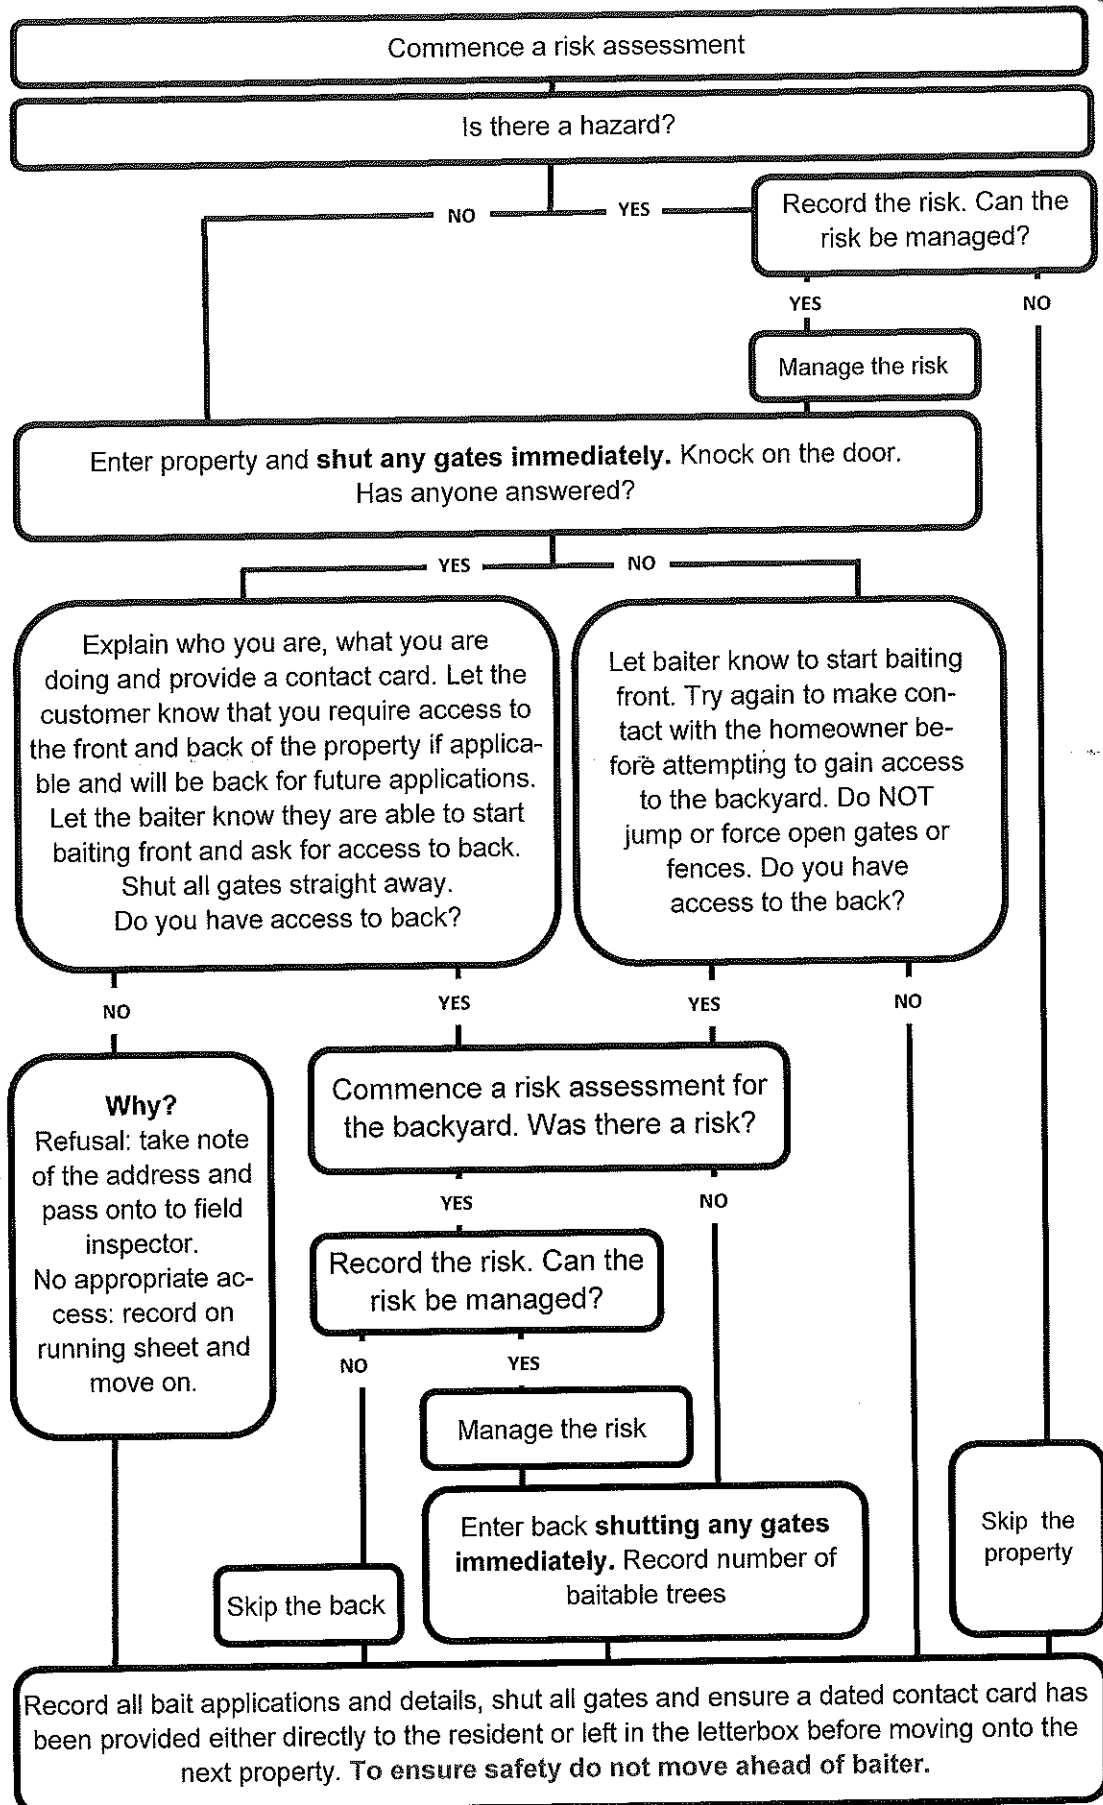 Commence a risk assessment
Is there a hazard?
NO
YES
Record the risk. Can the
risk be managed?
YES
NO
Manage the risk
Enter property and shut any gates immediately. Knock on the door.
Has anyone answered?
YES
NO
Explain who you are, what you are
doing and provide a contact card. Let the
customer know that you require access to
the front and back of the property if applica-
ble and will be back for future applications.
Let the baiter know they are able to start
baiting front and ask for access to back.
Shut all gates straight away.
Do you have access to back?
Let baiter know to start baiting
front. Try again to make con-
tact with the homeowner be-
fore attempting to gain access
to the backyard. Do NOT
jump or force open gates or
fences. Do you have
access to the back?
NO
YES
YES
NO
Why?
Refusal: take note
of the address and
pass onto to field
inspector.
No appropriate ac-
cess: record on
running sheet and
move on.
Commence a risk assessment for
the backyard. Was there a risk?
YES
NO
Record the risk. Can the
risk be managed?
NO
YES
Manage the risk
Enter back shutting any gates
immediately. Record number of
baitable trees
Skip the back
Skip the
property
Record all bait applications and details, shut all gates and ensure a dated contact card has
been provided either directly to the resident or left in the letterbox before moving onto the
next property. To ensure safety do not move ahead of baiter.